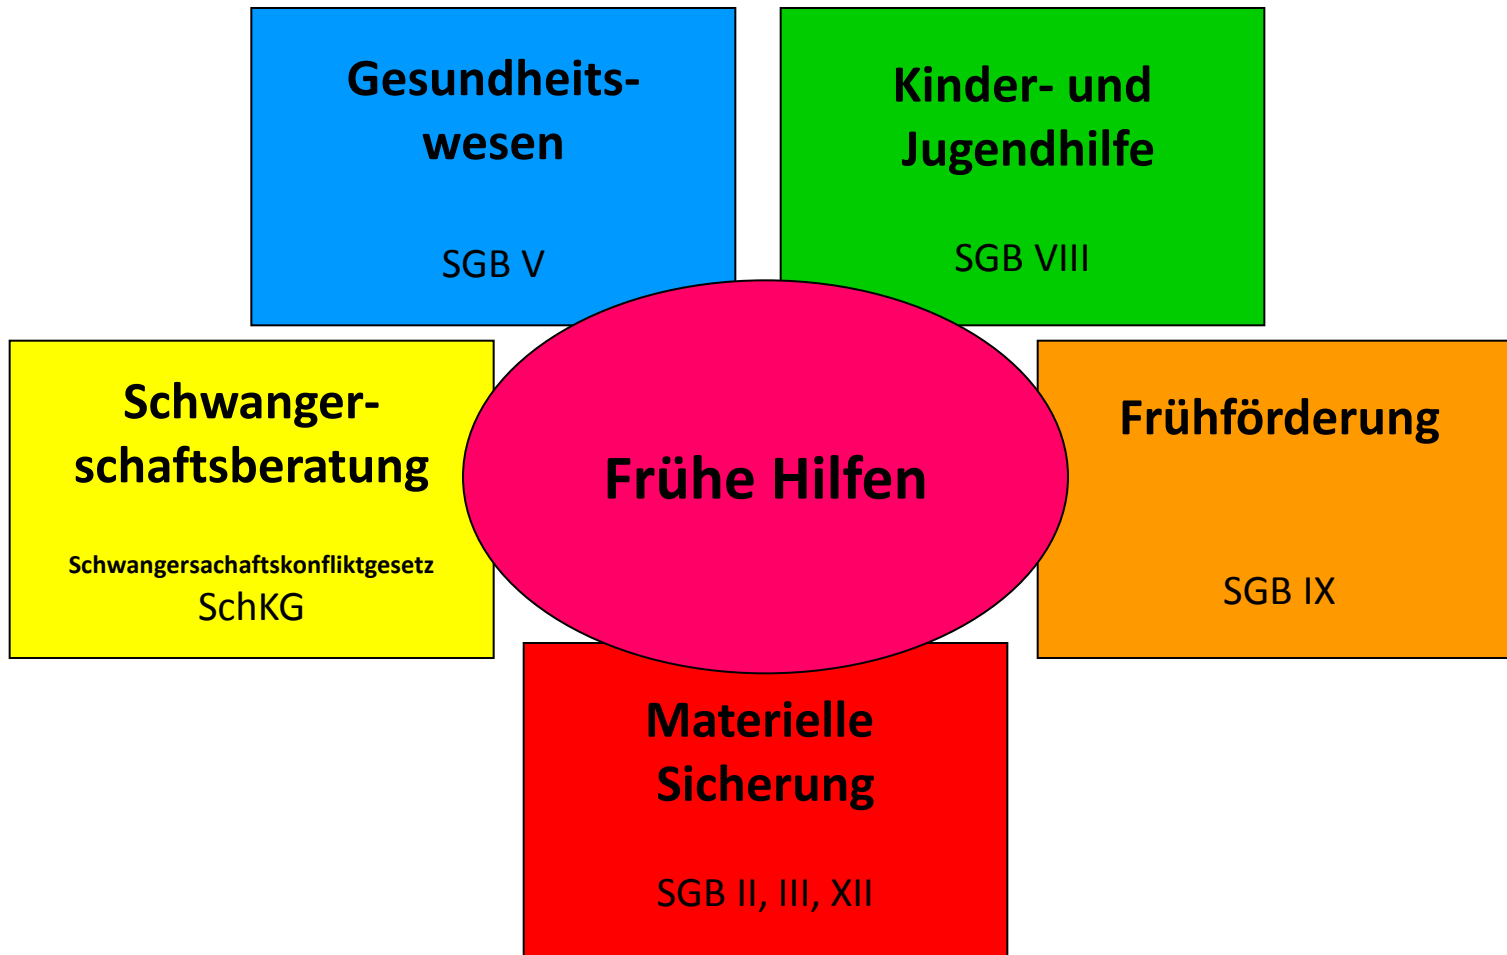 Gesundheits-
wesen
SGB V
Kinder- und
Jugendhilfe
SGB VIII
Schwanger-
schaftsberatung
Schwangersachaftskonfliktgesetz
SchKG
Frühe Hilfen
Frühförderung
SGB IX
Materielle
Sicherung
SGB II, III, XII